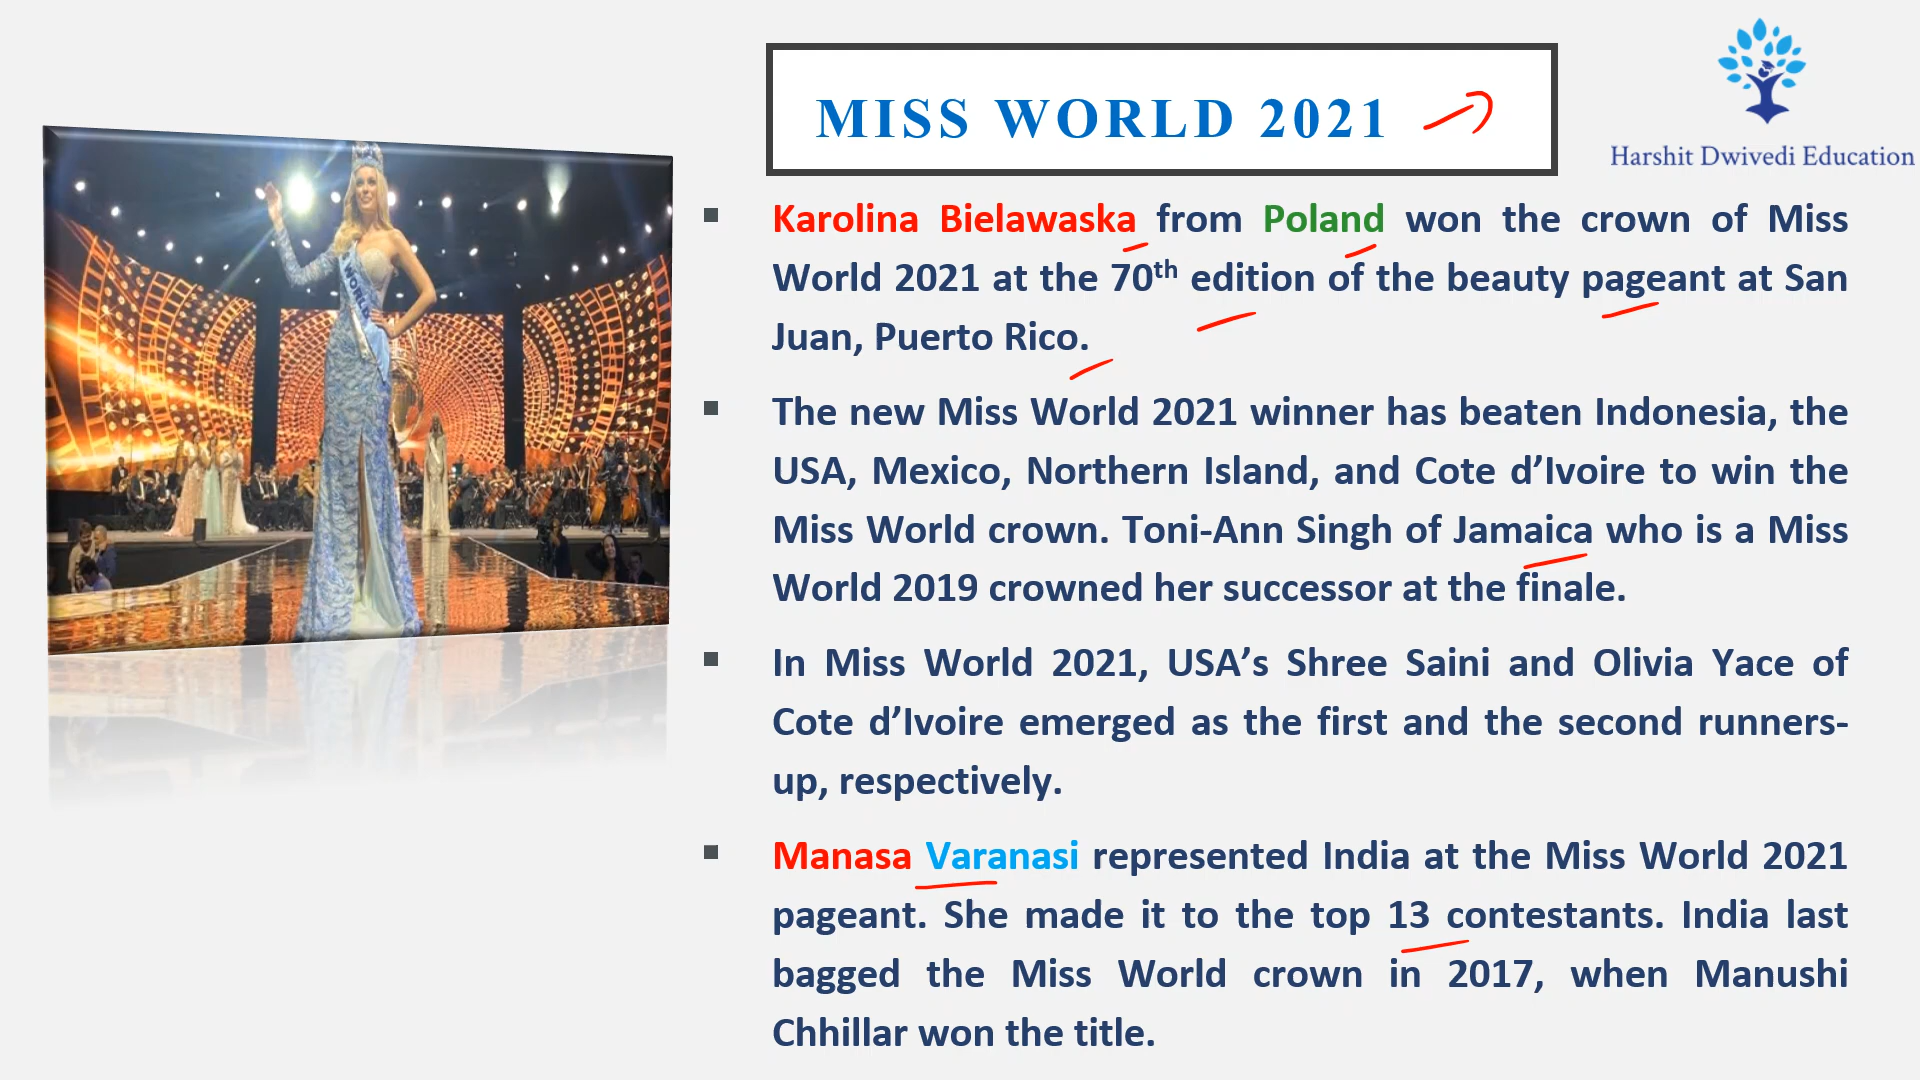 MISS WORLD 2021
Harshit Dwivedi Education
WORLD
Karolina Bielawaska from Poland won the crown of Miss
World 2021 at the 70th edition of the beauty pageant at San
Juan, Puerto Rico.
The new Miss World 2021 winner has beaten Indonesia, the
USA, Mexico, Northern Island, and Cote d’Ivoire to win the
Miss World crown. Toni-Ann Singh of Jamaica who is a Miss
World 2019 crowned her successor at the finale.
In Miss World 2021, USA’s Shree Saini and Olivia Yace of
Cote d’Ivoire emerged as the first and the second runners-
up, respectively.
Manasa Varanasi represented India at the Miss World 2021
pageant. She made it to the top 13 contestants. India last
bagged the Miss World crown in 2017, when Manushi
Chhillar won the title.